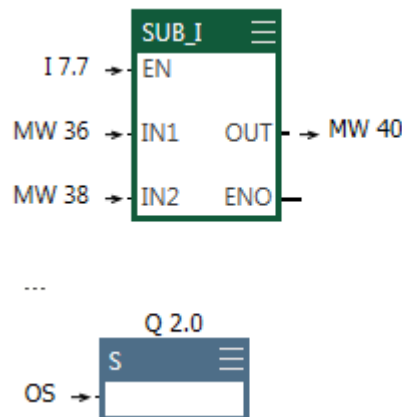 SUB_I
I 7.7 EN
MW 36 IN1 OUT MW 40
MW 38 IN2 ENO
...
Q 2.0
S
OS